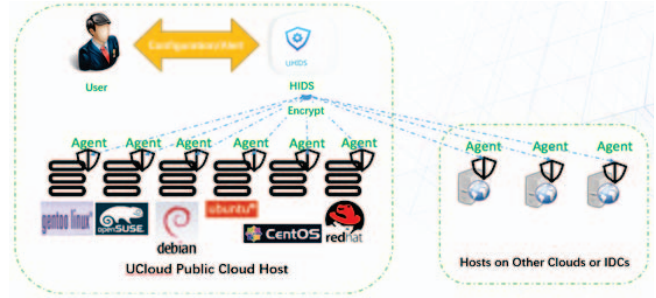 Configuration/Alert
UHIDS
User
HIDS
Encrypt
Agent Agent Agent Agent Agent Agent
Agent Agent Agent
gentoo linux
openSUSE
debian
ubuntu
CentOS
redhat
UCloud Public Cloud Host
Hosts on Other Clouds or IDCs